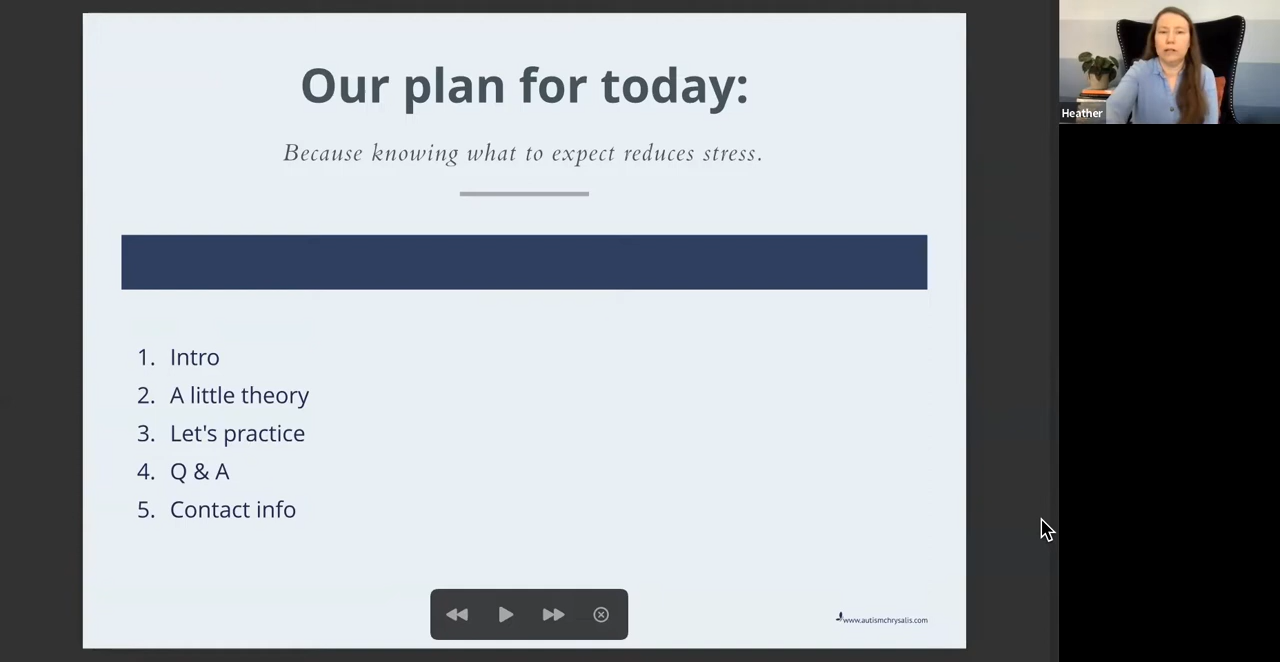 Our plan for today:
Because knowing what to expect reduces stress.
1. Intro
2. A little theory
3. Let's practice
4. Q & A
5. Contact info
www.autismchrysalis.com
Heather